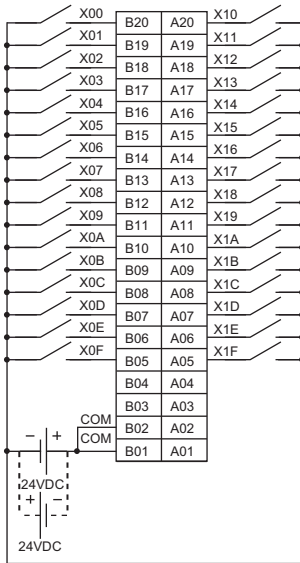 X00 B20 A20 X10
X01 B19 A19 X11
X02 B18 A18 X12
X03 B17 A17 X13
X04 B16 A16 X14
X05 B15 A15 X15
X06 B14 A14 X16
X07 B13 A13 X17
X08 B12 A12 X18
X09 B11 A11 X19
X0A B10 A10 X1A
X0B B09 A09 X1B
X0C B08 A08 X1C
X0D B07 A07 X1D
X0E B06 A06 X1E
X0F B05 A05 X1F
B04 A04
B03 A03
COM B02 A02
COM B01 A01
− +
24VDC
+ −
24VDC